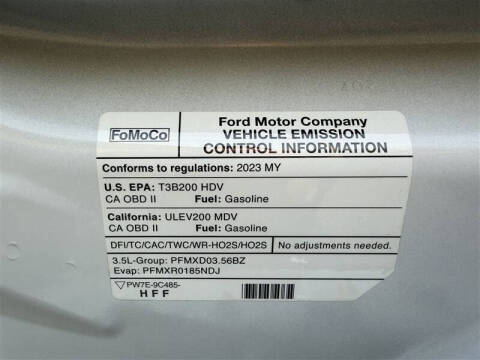 FoMoCo
Ford Motor Company
VEHICLE EMISSION
CONTROL INFORMATION
Conforms to regulations: 2023 MY
U.S. EPA: T3B200 HDV
CA OBD II Fuel: Gasoline
California: ULEV200 MDV
CA OBD II Fuel: Gasoline
DFI/TC/CAC/TWC/WR-HO2S/HO2S No adjustments needed.
3.5L-Group: PFMXD03.56BZ
Evap: PFMXR0185NDJ
PW7E-9C485-
HFF